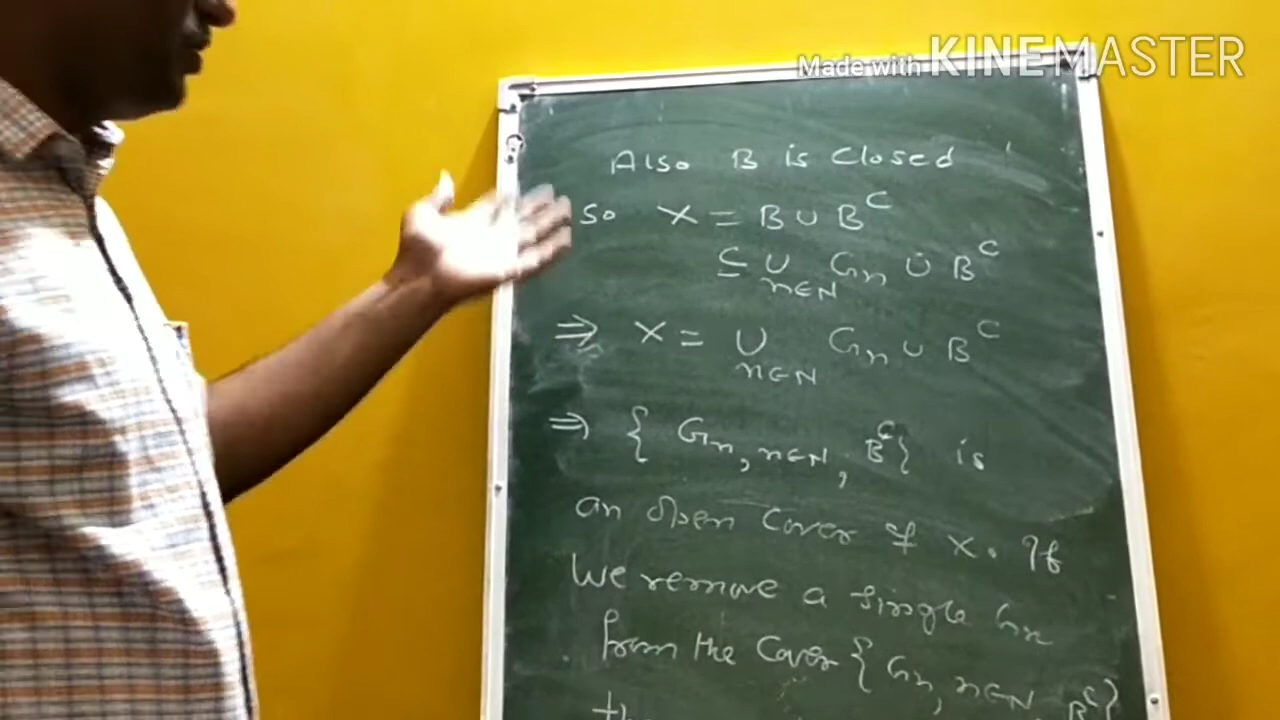 Made with KINEMASTER
Also B is Closed
So X = B ∪ B^C
⊆ ∪_{n∈N} G_n ∪ B^C
⇒ X = ∪_{n∈N} G_n ∪ B^C
⇒ { G_n, n∈N, B^C } is
an open Cover of X. If
We remove a single G_n
from the Cover { G_n, n∈N, B^C }